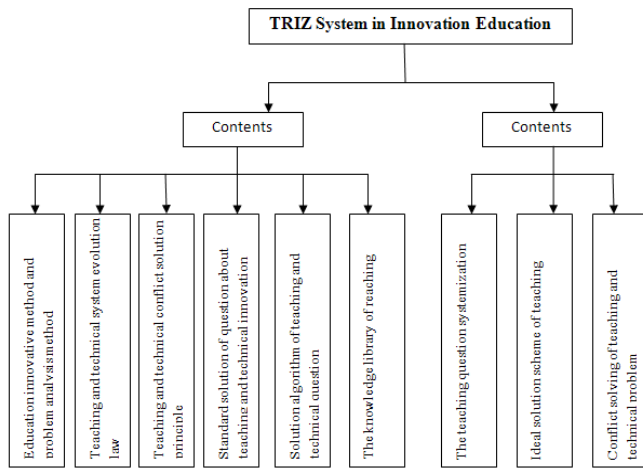 TRIZ System in Innovation Education
Contents
Contents
Education innovative method and
problem analysis method
Teaching and technical system evolution
law
Teaching and technical conflict solution
principle
Standard solution of question about
teaching and technical innovation
Solution algorithm of teaching and
technical question
The knowledge library of reaching
The teaching question systemization
Ideal solution scheme of teaching
Conflict solving of teaching and
technical problem